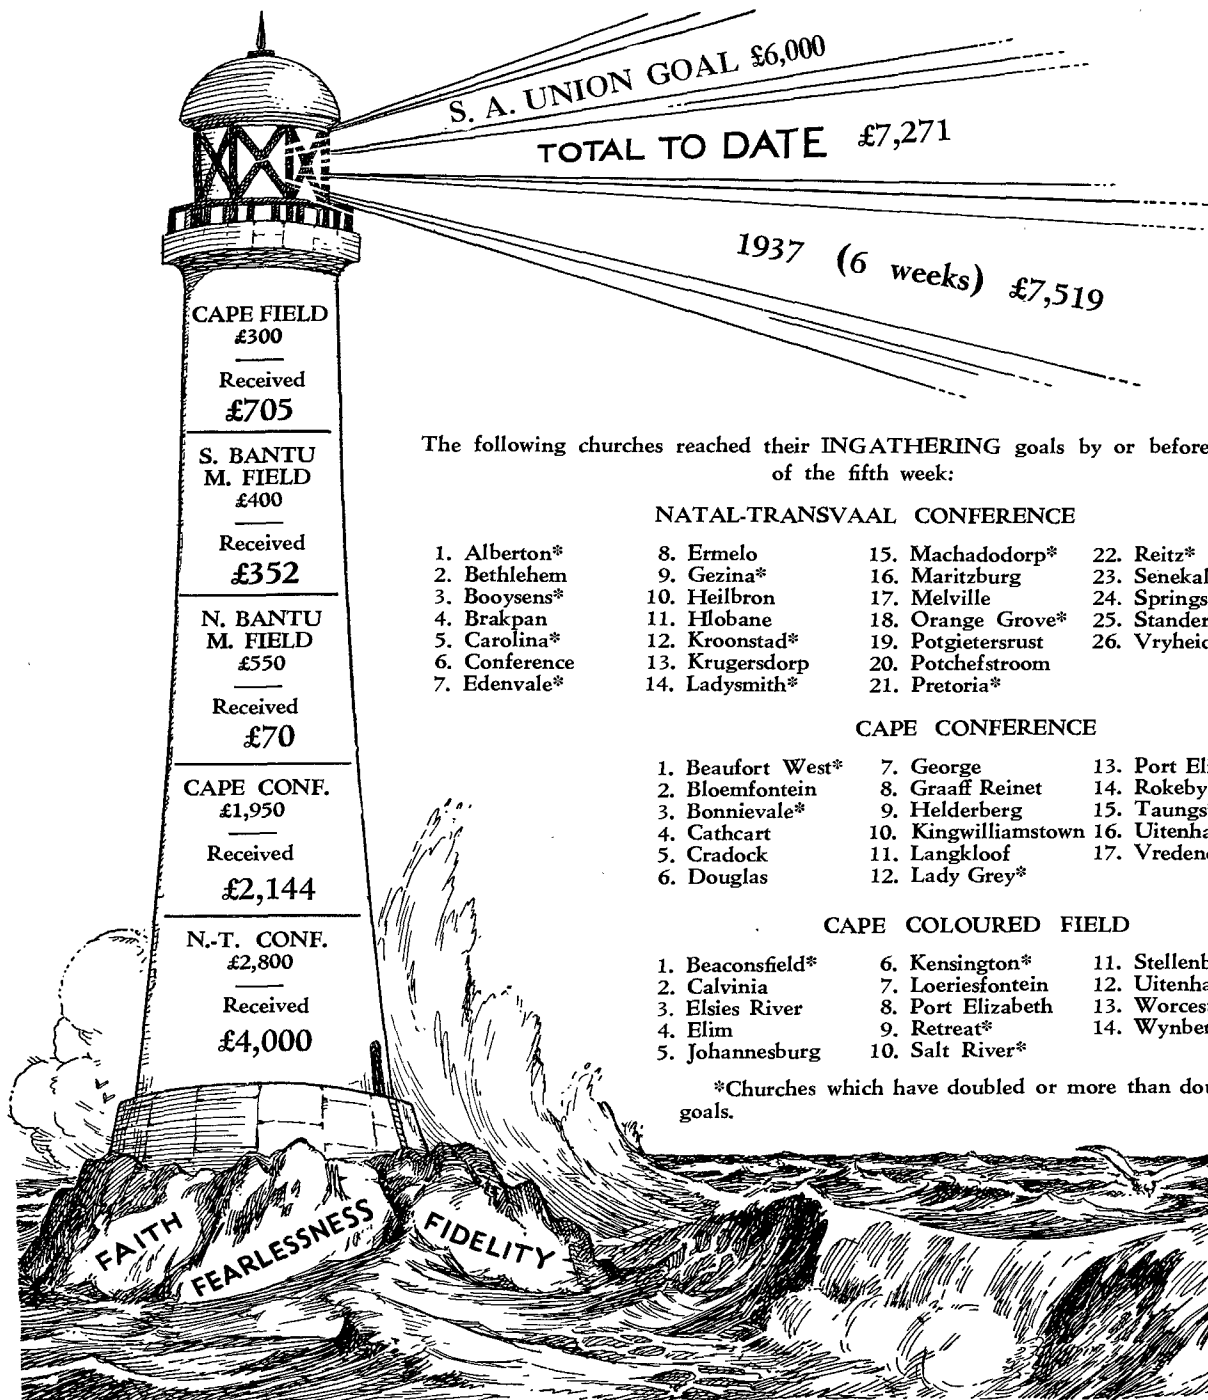 S. A. UNION GOAL £6,000
TOTAL TO DATE £7,271
1937 (6 weeks) £7,519
CAPE FIELD
£300
Received
£705
S. BANTU
M. FIELD
£400
Received
£352
N. BANTU
M. FIELD
£550
Received
£70
CAPE CONF.
£1,950
Received
£2,144
N.-T. CONF.
£2,800
Received
£4,000
The following churches reached their INGATHERING goals by or before
of the fifth week:
NATAL-TRANSVAAL CONFERENCE
1. Alberton* 8. Ermelo 15. Machadodorp* 22. Reitz*
2. Bethlehem 9. Gezina* 16. Maritzburg 23. Senekal
3. Booysens* 10. Heilbron 17. Melville 24. Springs
4. Brakpan 11. Hlobane 18. Orange Grove* 25. Stander
5. Carolina* 12. Kroonstad* 19. Potgietersrust 26. Vryheid
6. Conference 13. Krugersdorp 20. Potchefstroom
7. Edenvale* 14. Ladysmith* 21. Pretoria*
CAPE CONFERENCE
1. Beaufort West* 7. George 13. Port Eli
2. Bloemfontein 8. Graaff Reinet 14. Rokeby
3. Bonnievale* 9. Helderberg 15. Taungs
4. Cathcart 10. Kingwilliamstown 16. Uitenha
5. Cradock 11. Langkloof 17. Vreden
6. Douglas 12. Lady Grey*
CAPE COLOURED FIELD
1. Beaconsfield* 6. Kensington* 11. Stellenb
2. Calvinia 7. Loeriesfontein 12. Uitenha
3. Elsies River 8. Port Elizabeth 13. Worcest
4. Elim 9. Retreat* 14. Wynber
5. Johannesburg 10. Salt River*
*Churches which have doubled or more than dou
goals.
FAITH
FEARLESSNESS
FIDELITY